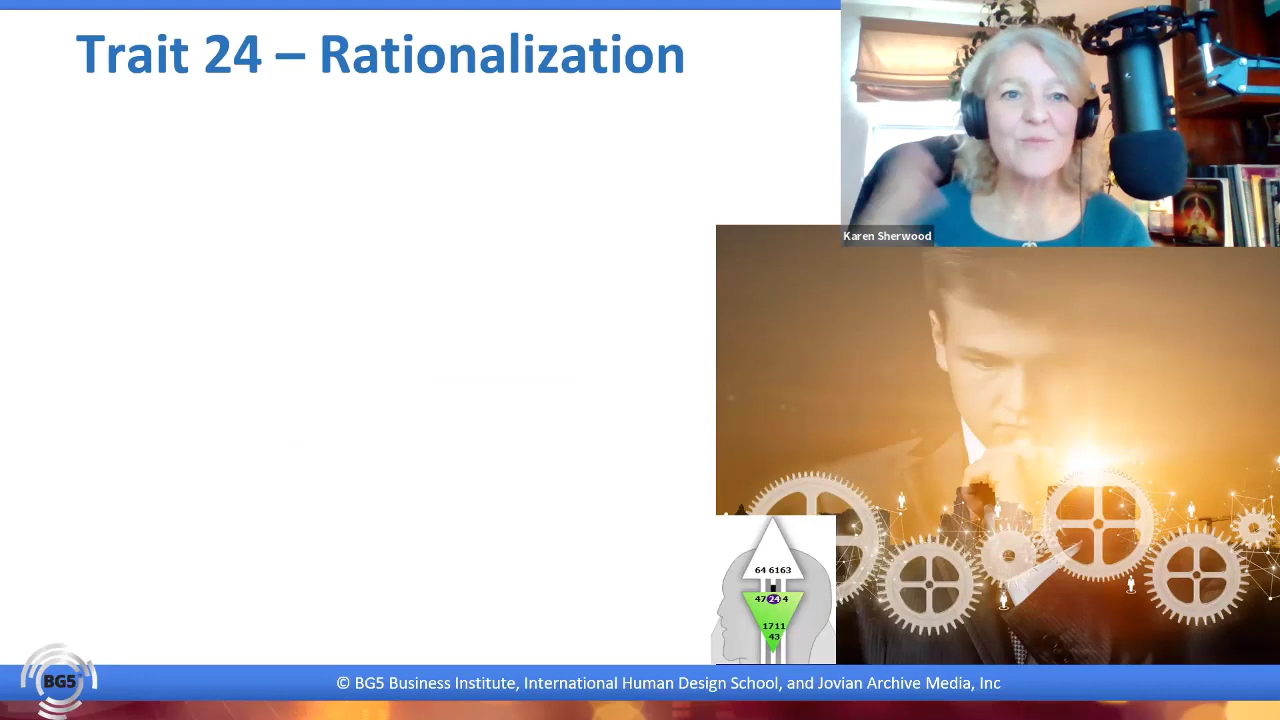 Trait 24 – Rationalization
Karen Sherwood
64 6163
47 24 4
1711
43
BG5
© BG5 Business Institute, International Human Design School, and Jovian Archive Media, Inc